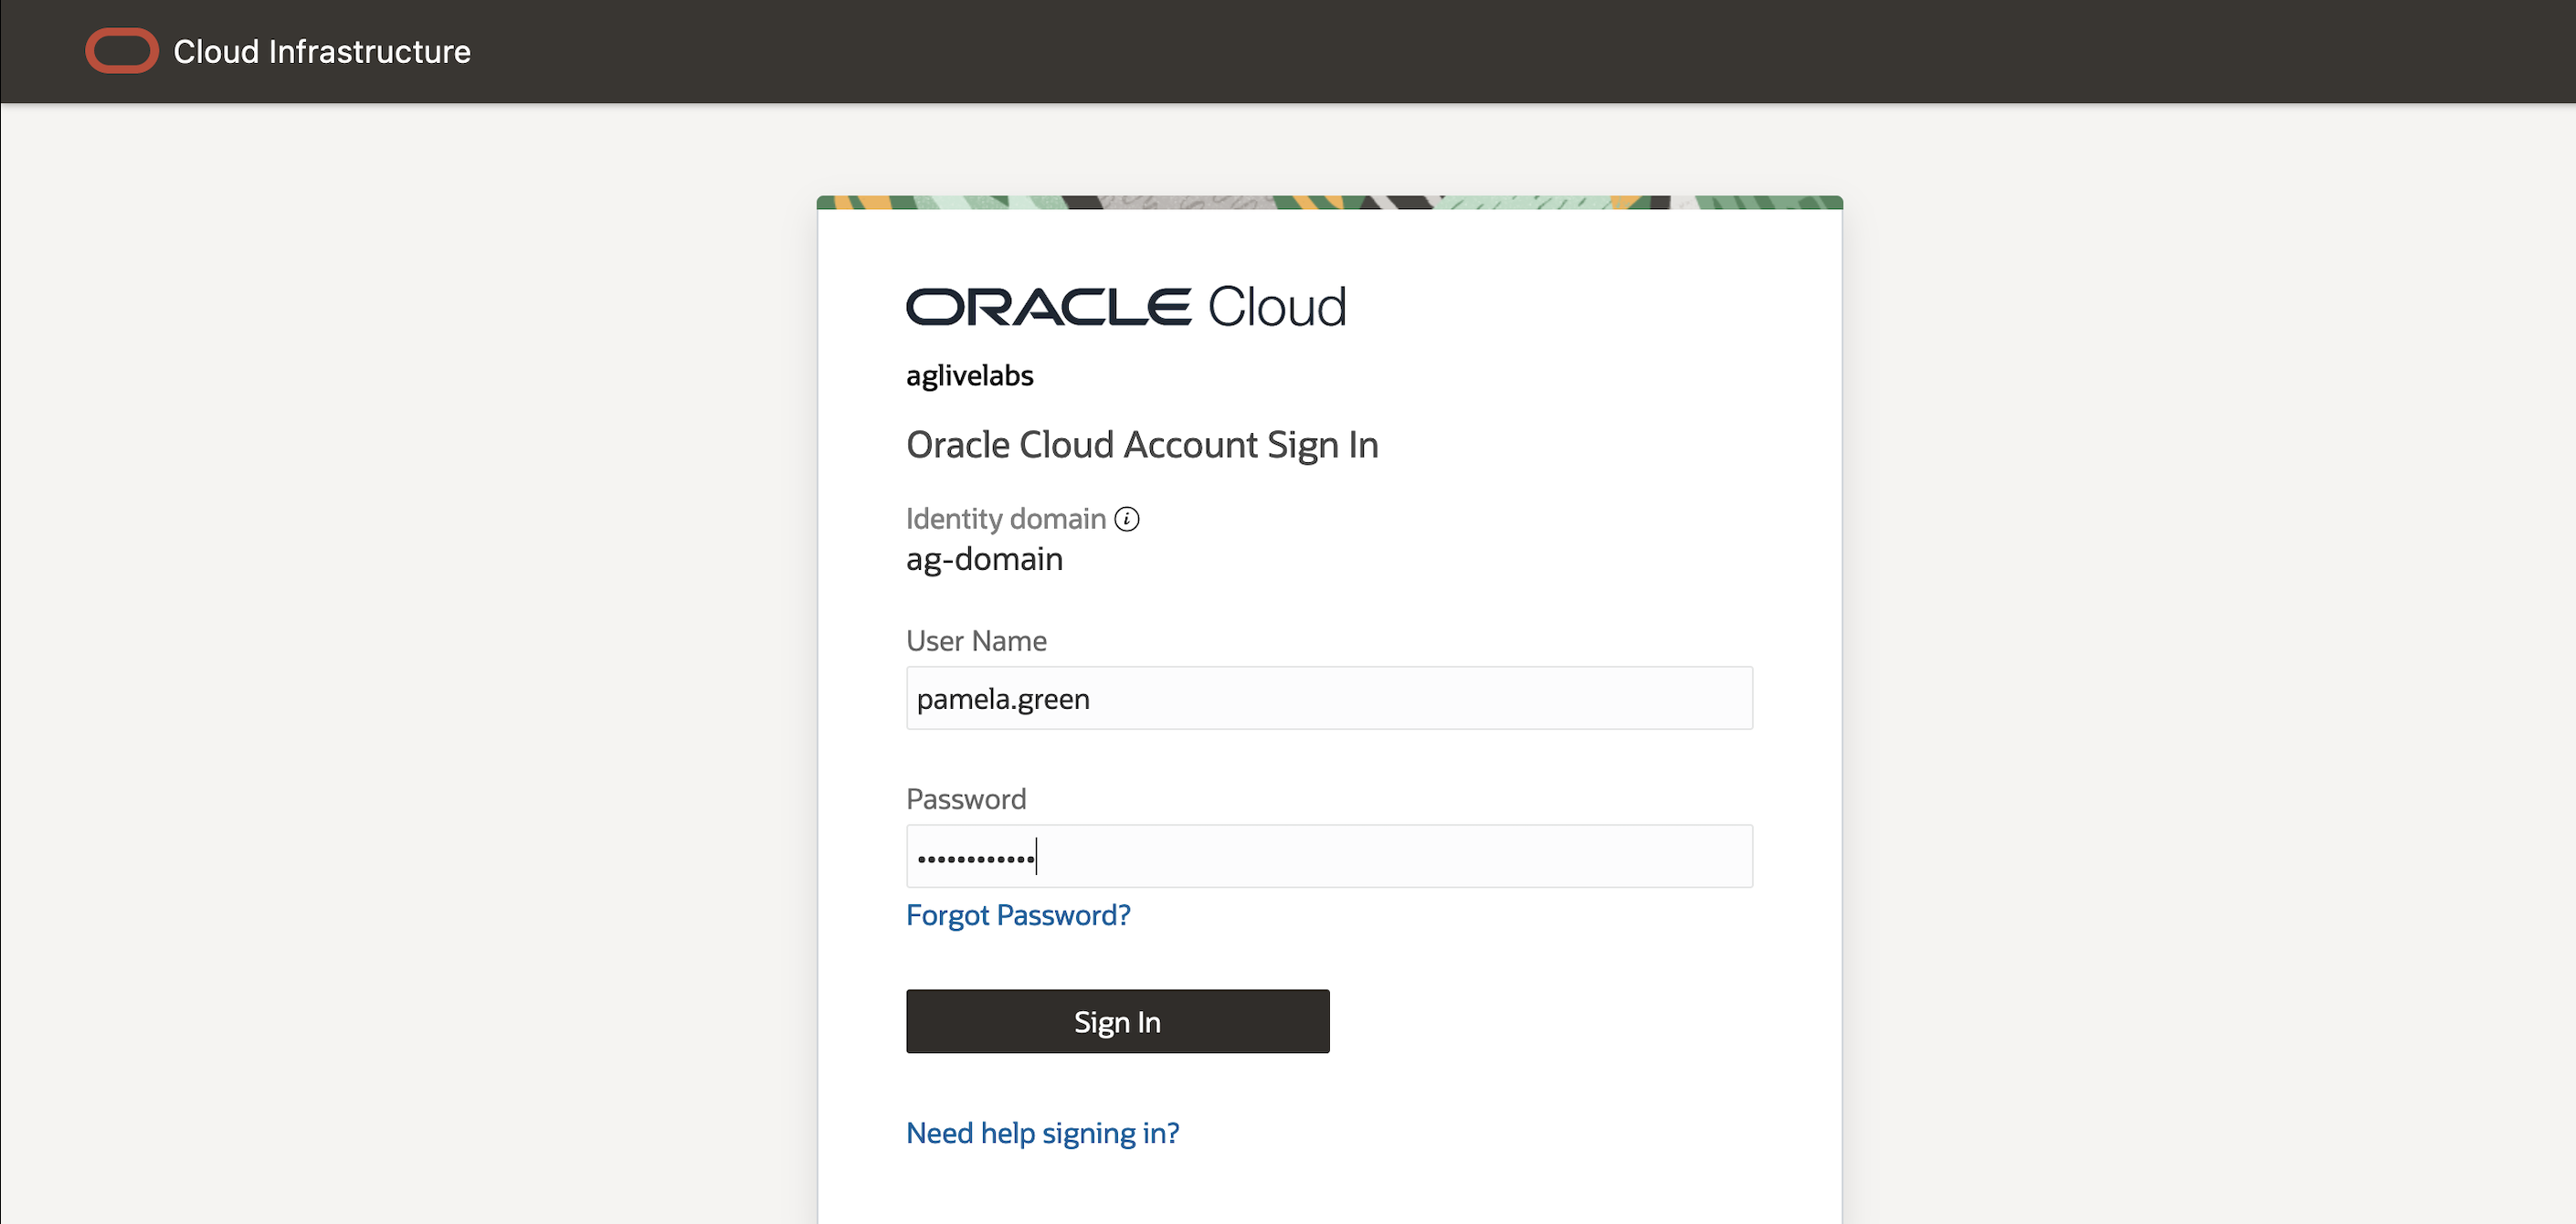 Cloud Infrastructure
ORACLE Cloud
aglivelabs
Oracle Cloud Account Sign In
Identity domain
ag-domain
User Name
pamela.green
Password
••••••••••••
Forgot Password?
Sign In
Need help signing in?